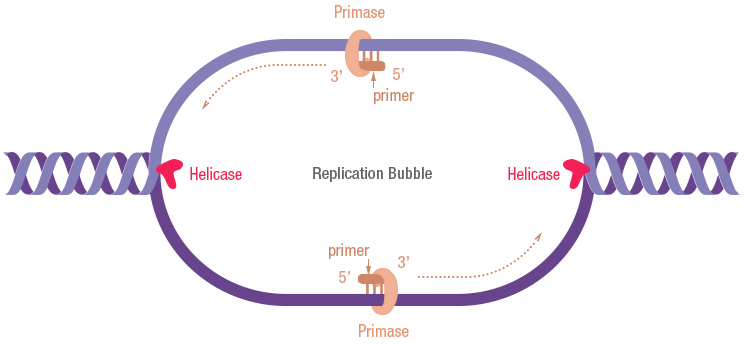 Primase
3’
5’
primer
Helicase
Replication Bubble
Helicase
primer
5’
3’
Primase